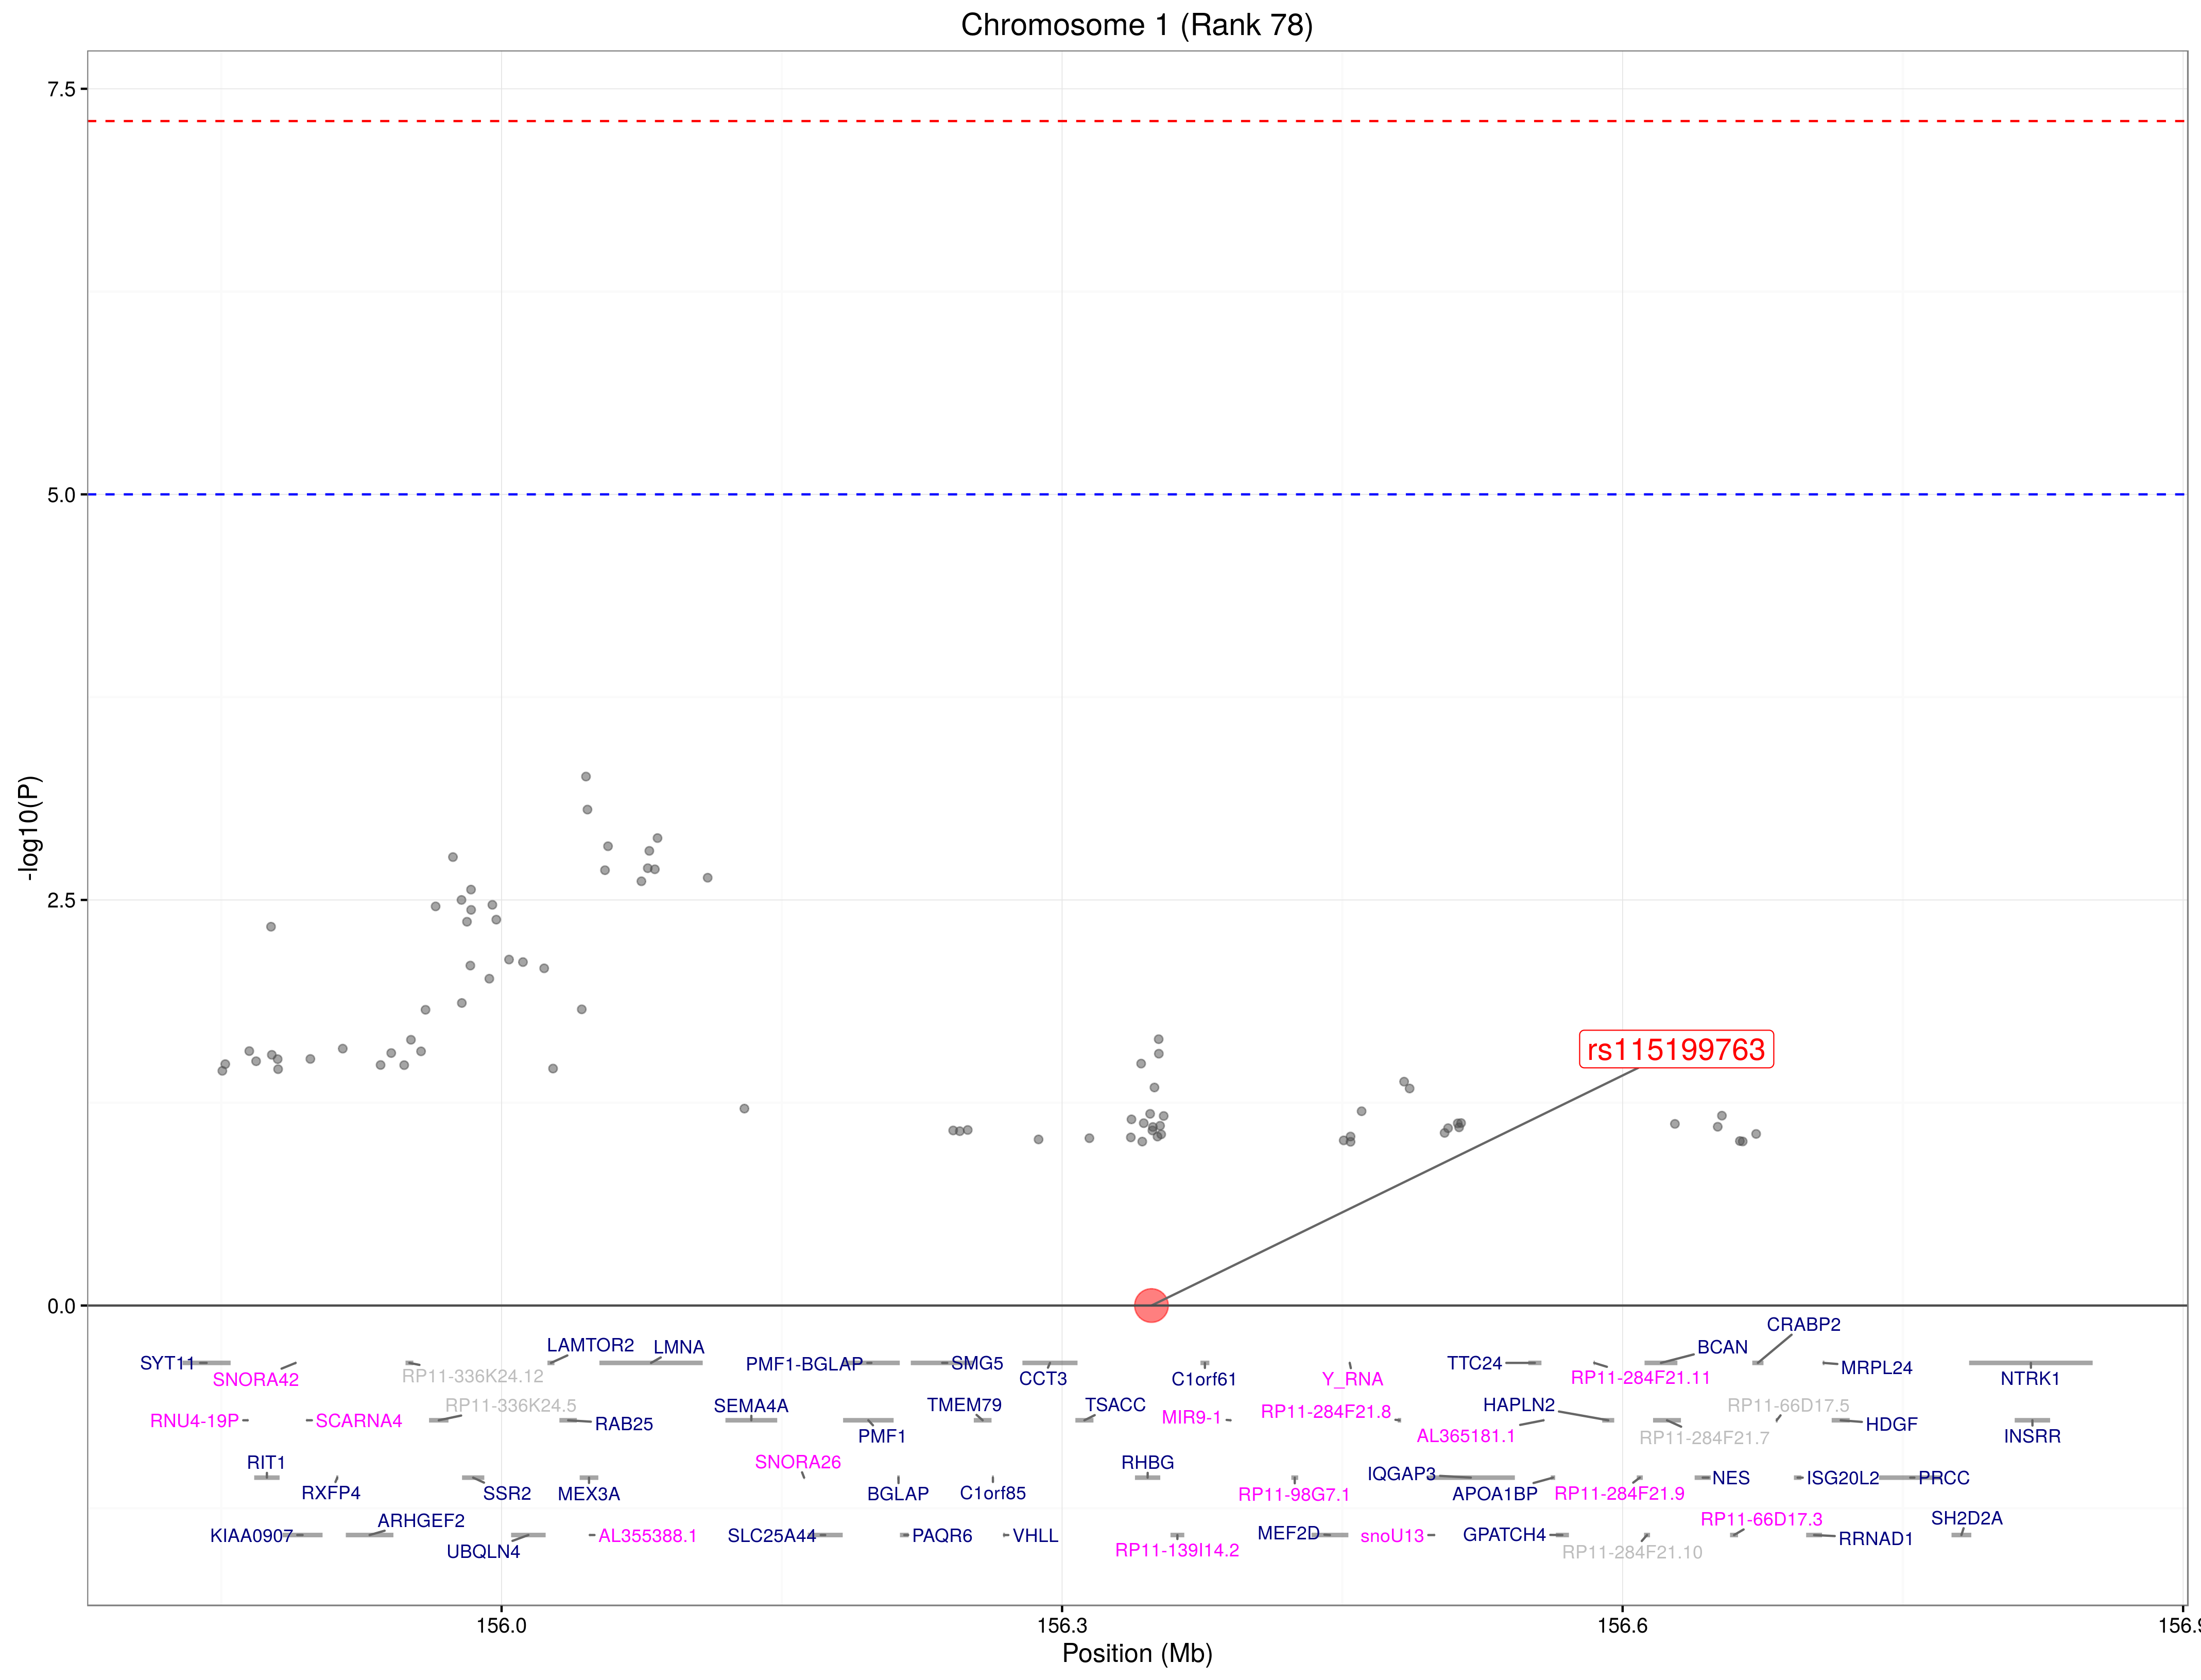 Chromosome 1 (Rank 78)
7.5
5.0
2.5
0.0
-log10(P)
rs115199763
CRABP2
LAMTOR2 LMNA BCAN
SYT11 PMF1-BGLAP SMG5 TTC24 MRPL24
SNORA42 RP11-336K24.12 CCT3 C1orf61 Y_RNA RP11-284F21.11 NTRK1
RP11-336K24.5 SEMA4A TMEM79 TSACC HAPLN2 RP11-66D17.5
RNU4-19P SCARNA4 RAB25 MIR9-1 RP11-284F21.8 HDGF
PMF1 AL365181.1 RP11-284F21.7 INSRR
RIT1 SNORA26 RHBG
IQGAP3 NES ISG20L2 PRCC
RXFP4 SSR2 MEX3A BGLAP C1orf85 RP11-98G7.1 APOA1BP RP11-284F21.9
ARHGEF2 RP11-66D17.3 SH2D2A
KIAA0907 AL355388.1 SLC25A44 PAQR6 VHLL MEF2D snoU13 GPATCH4 RRNAD1
UBQLN4 RP11-139I14.2 RP11-284F21.10
156.0 156.3 156.6 156.9
Position (Mb)